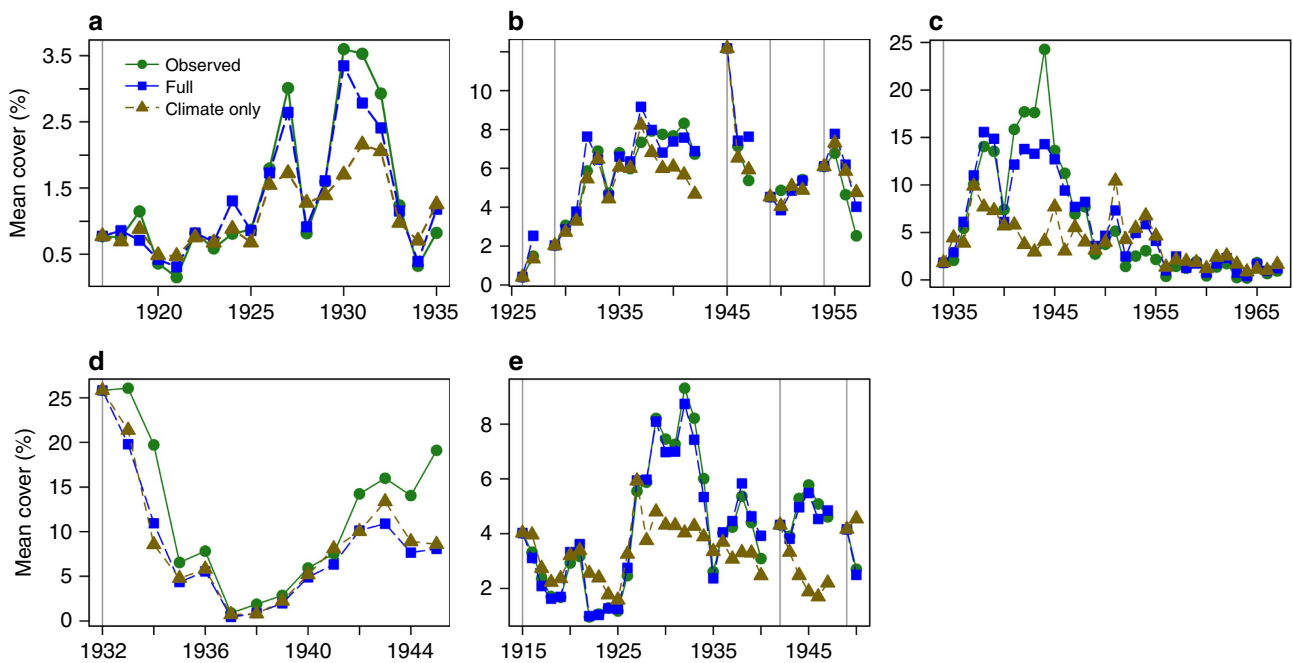 a
b
c
Mean cover (%)
3.5
2.5
1.5
0.5
Observed
Full
Climate only
1920 1925 1930 1935
10
8
6
4
2
0
1925 1935 1945 1955
25
20
15
10
5
0
1935 1945 1955 1965
d
e
Mean cover (%)
25
20
15
10
5
0
1932 1936 1940 1944
8
6
4
2
1915 1925 1935 1945